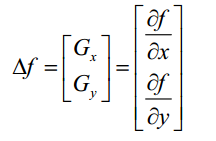 Δf = [G_x G_y] = [∂f/∂x ∂f/∂y]